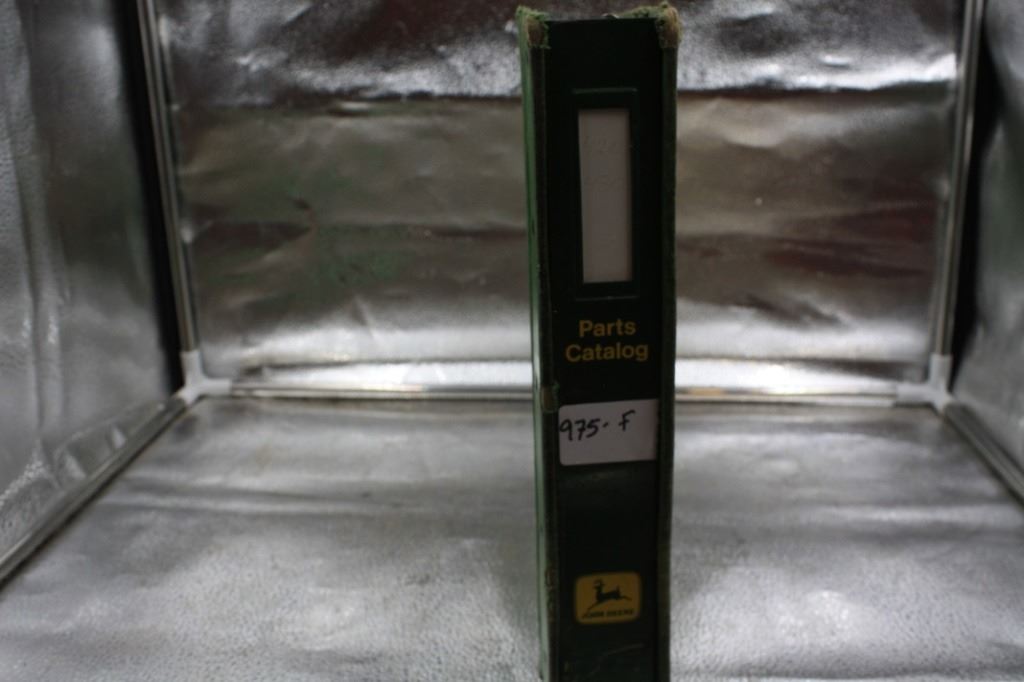 Parts
Catalog
975-F
JOHN DEERE